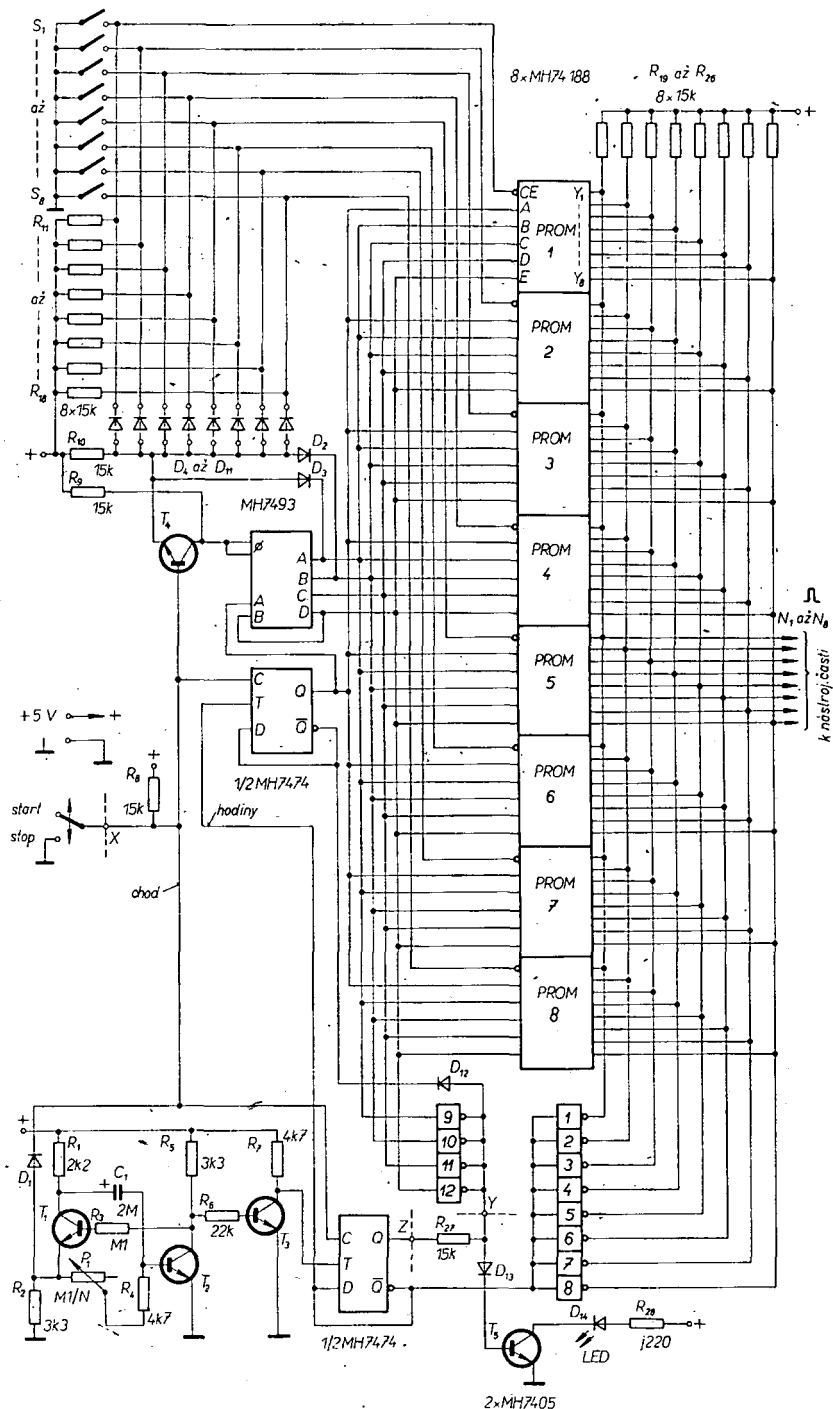 S1
až
S8
8×MH74188
R19 až R26
8×15k
+
CE
A
B
C
D
E
PROM
1
Y1
Y8
R11
až
R18
8×15k
PROM
2
PROM
3
PROM
4
PROM
5
PROM
6
PROM
7
PROM
8
+
R10
15k
R9
15k
D4 až D11
D2
D3
MH7493
T4
A
B
A
B
C
D
N1 až N8
k nástroj. části
C
T
D
Q
Q̅
1/2MH7474
hodiny
+5 V
+
+
R8
15k
start
stop
X
chod
D12
9
10
11
12
1
2
3
4
5
6
7
8
+
D1
R1
2k2
C1
+
2M
R5
3k3
R7
4k7
T1
R3
M1
R6
22k
T3
R2
3k3
P1
M1/N
R4
4k7
T2
C
T
D
Q
Q̅
Z
R27
15k
Y
D13
1/2MH7474
T5
D14
LED
R28
j220
+
2×MH7405